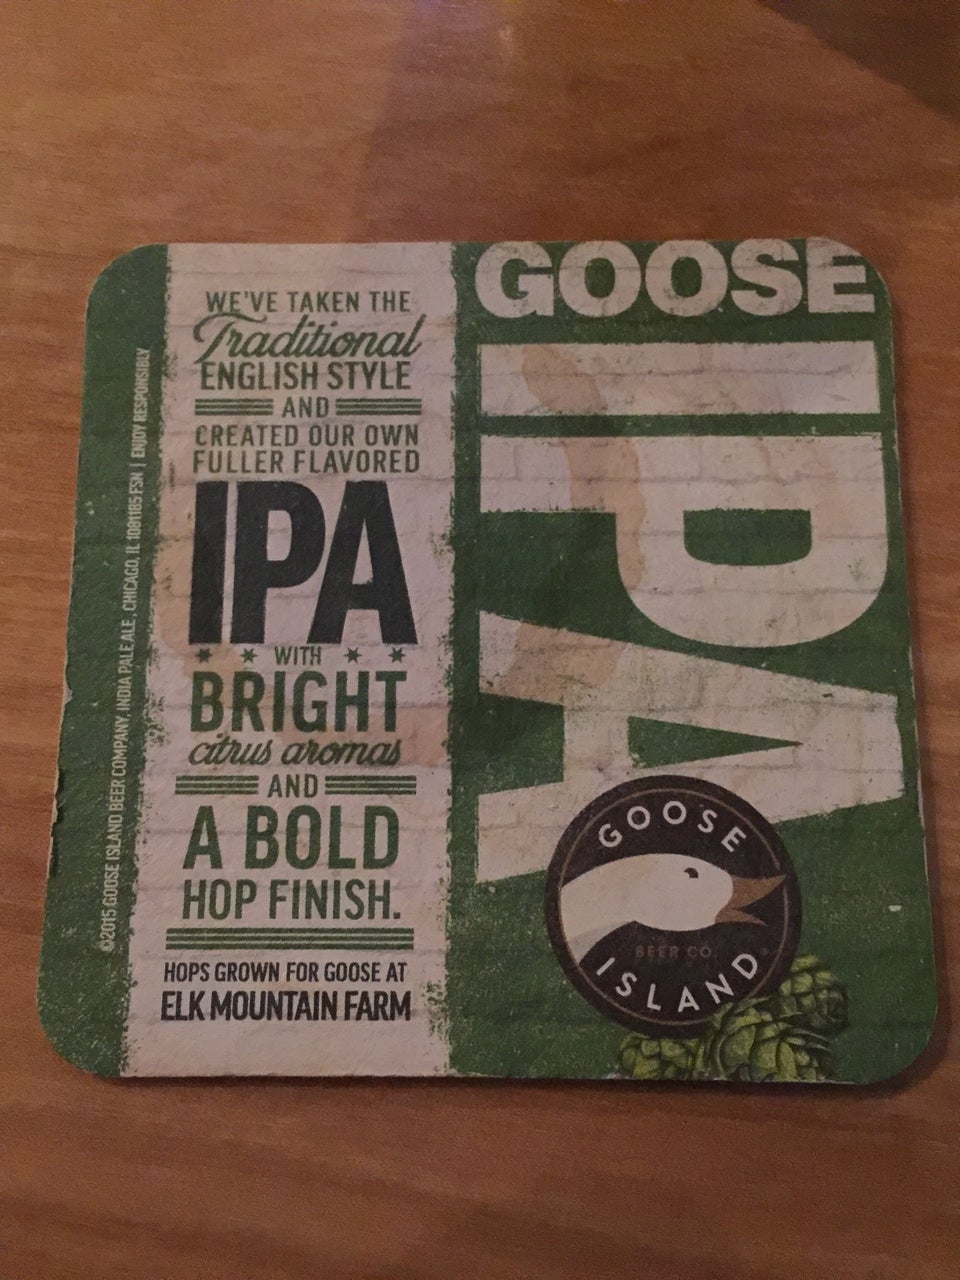 WE'VE TAKEN THE
Traditional
ENGLISH STYLE
AND
CREATED OUR OWN
FULLER FLAVORED
IPA
WITH
BRIGHT
citrus aromas
AND
A BOLD
HOP FINISH.
HOPS GROWN FOR GOOSE AT
ELK MOUNTAIN FARM
©2015 GOOSE ISLAND BEER COMPANY, INDIA PALE ALE, CHICAGO, IL 1081185 FSN | ENJOY RESPONSIBLY
GOOSE
IPA
GOOSE
BEER CO.
ISLAND